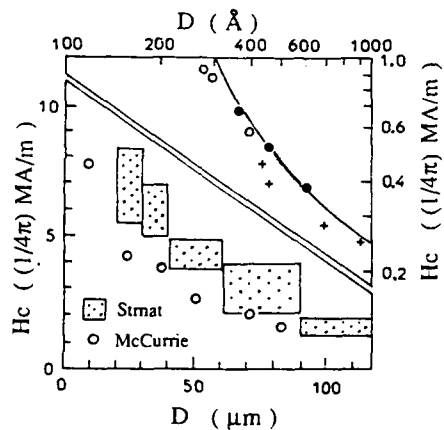 D ( Å )
100 200 300 400 600 1000
10
5
0
Hc ( (1/4π) MA/m)
1.0
0.6
0.4
0,2
Hc ((1/4π) MA/m)
Strnat
McCurrie
0 50 100
D (μm)